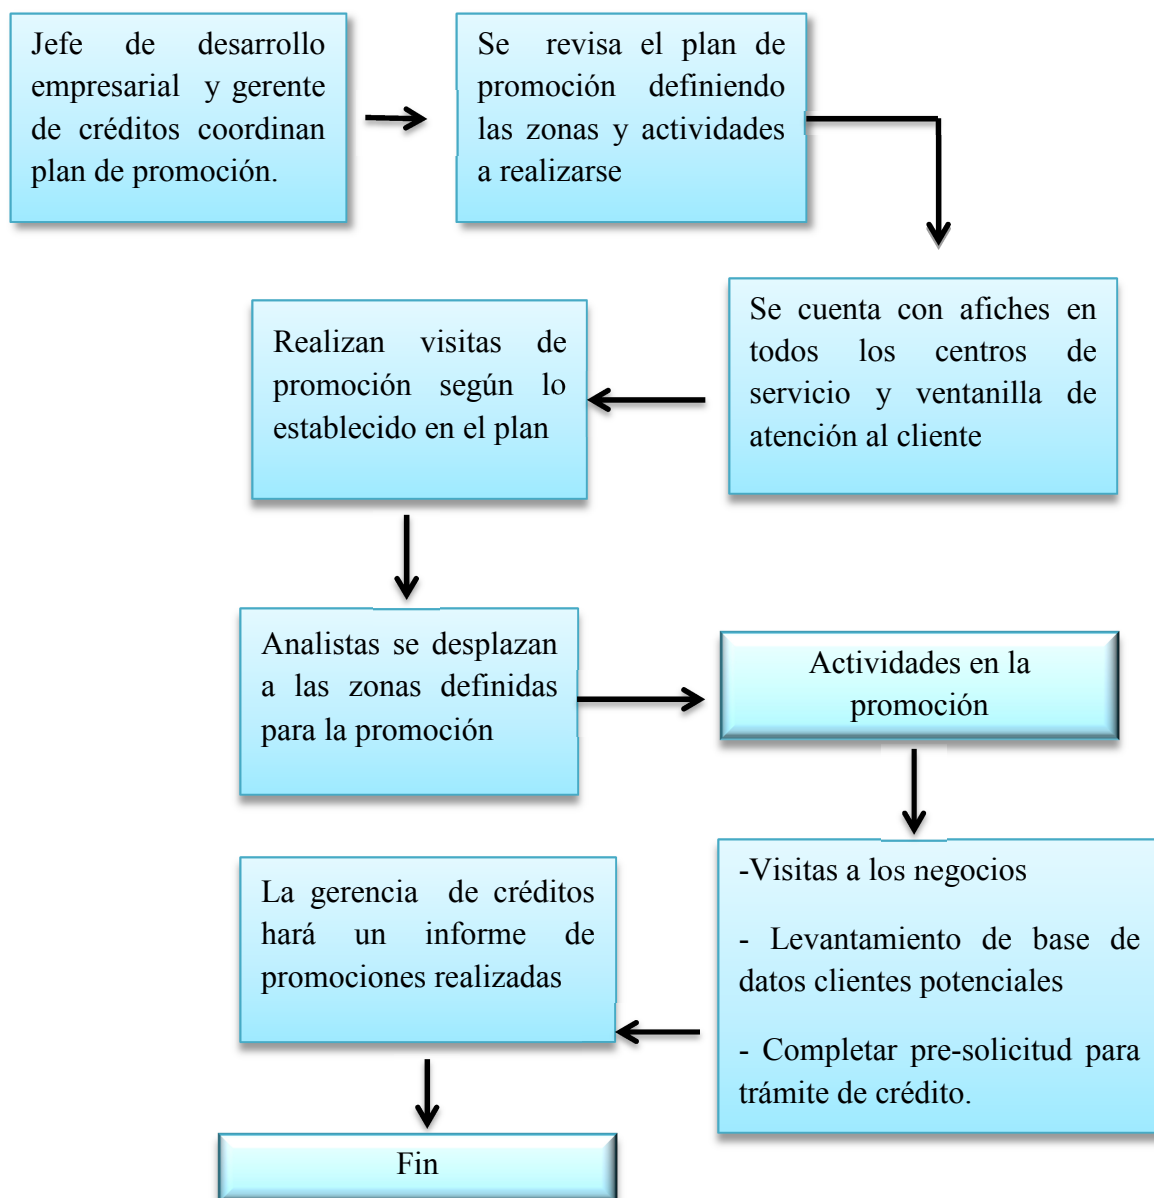 Jefe de desarrollo
empresarial y gerente
de créditos coordinan
plan de promoción.
Se revisa el plan de
promoción definiendo
las zonas y actividades
a realizarse
Se cuenta con afiches en
todos los centros de
servicio y ventanilla de
atención al cliente
Realizan visitas de
promoción según lo
establecido en el plan
Analistas se desplazan
a las zonas definidas
para la promoción
Actividades en la
promoción
-Visitas a los negocios
- Levantamiento de base de
datos clientes potenciales
- Completar pre-solicitud para
trámite de crédito.
La gerencia de créditos
hará un informe de
promociones realizadas
Fin